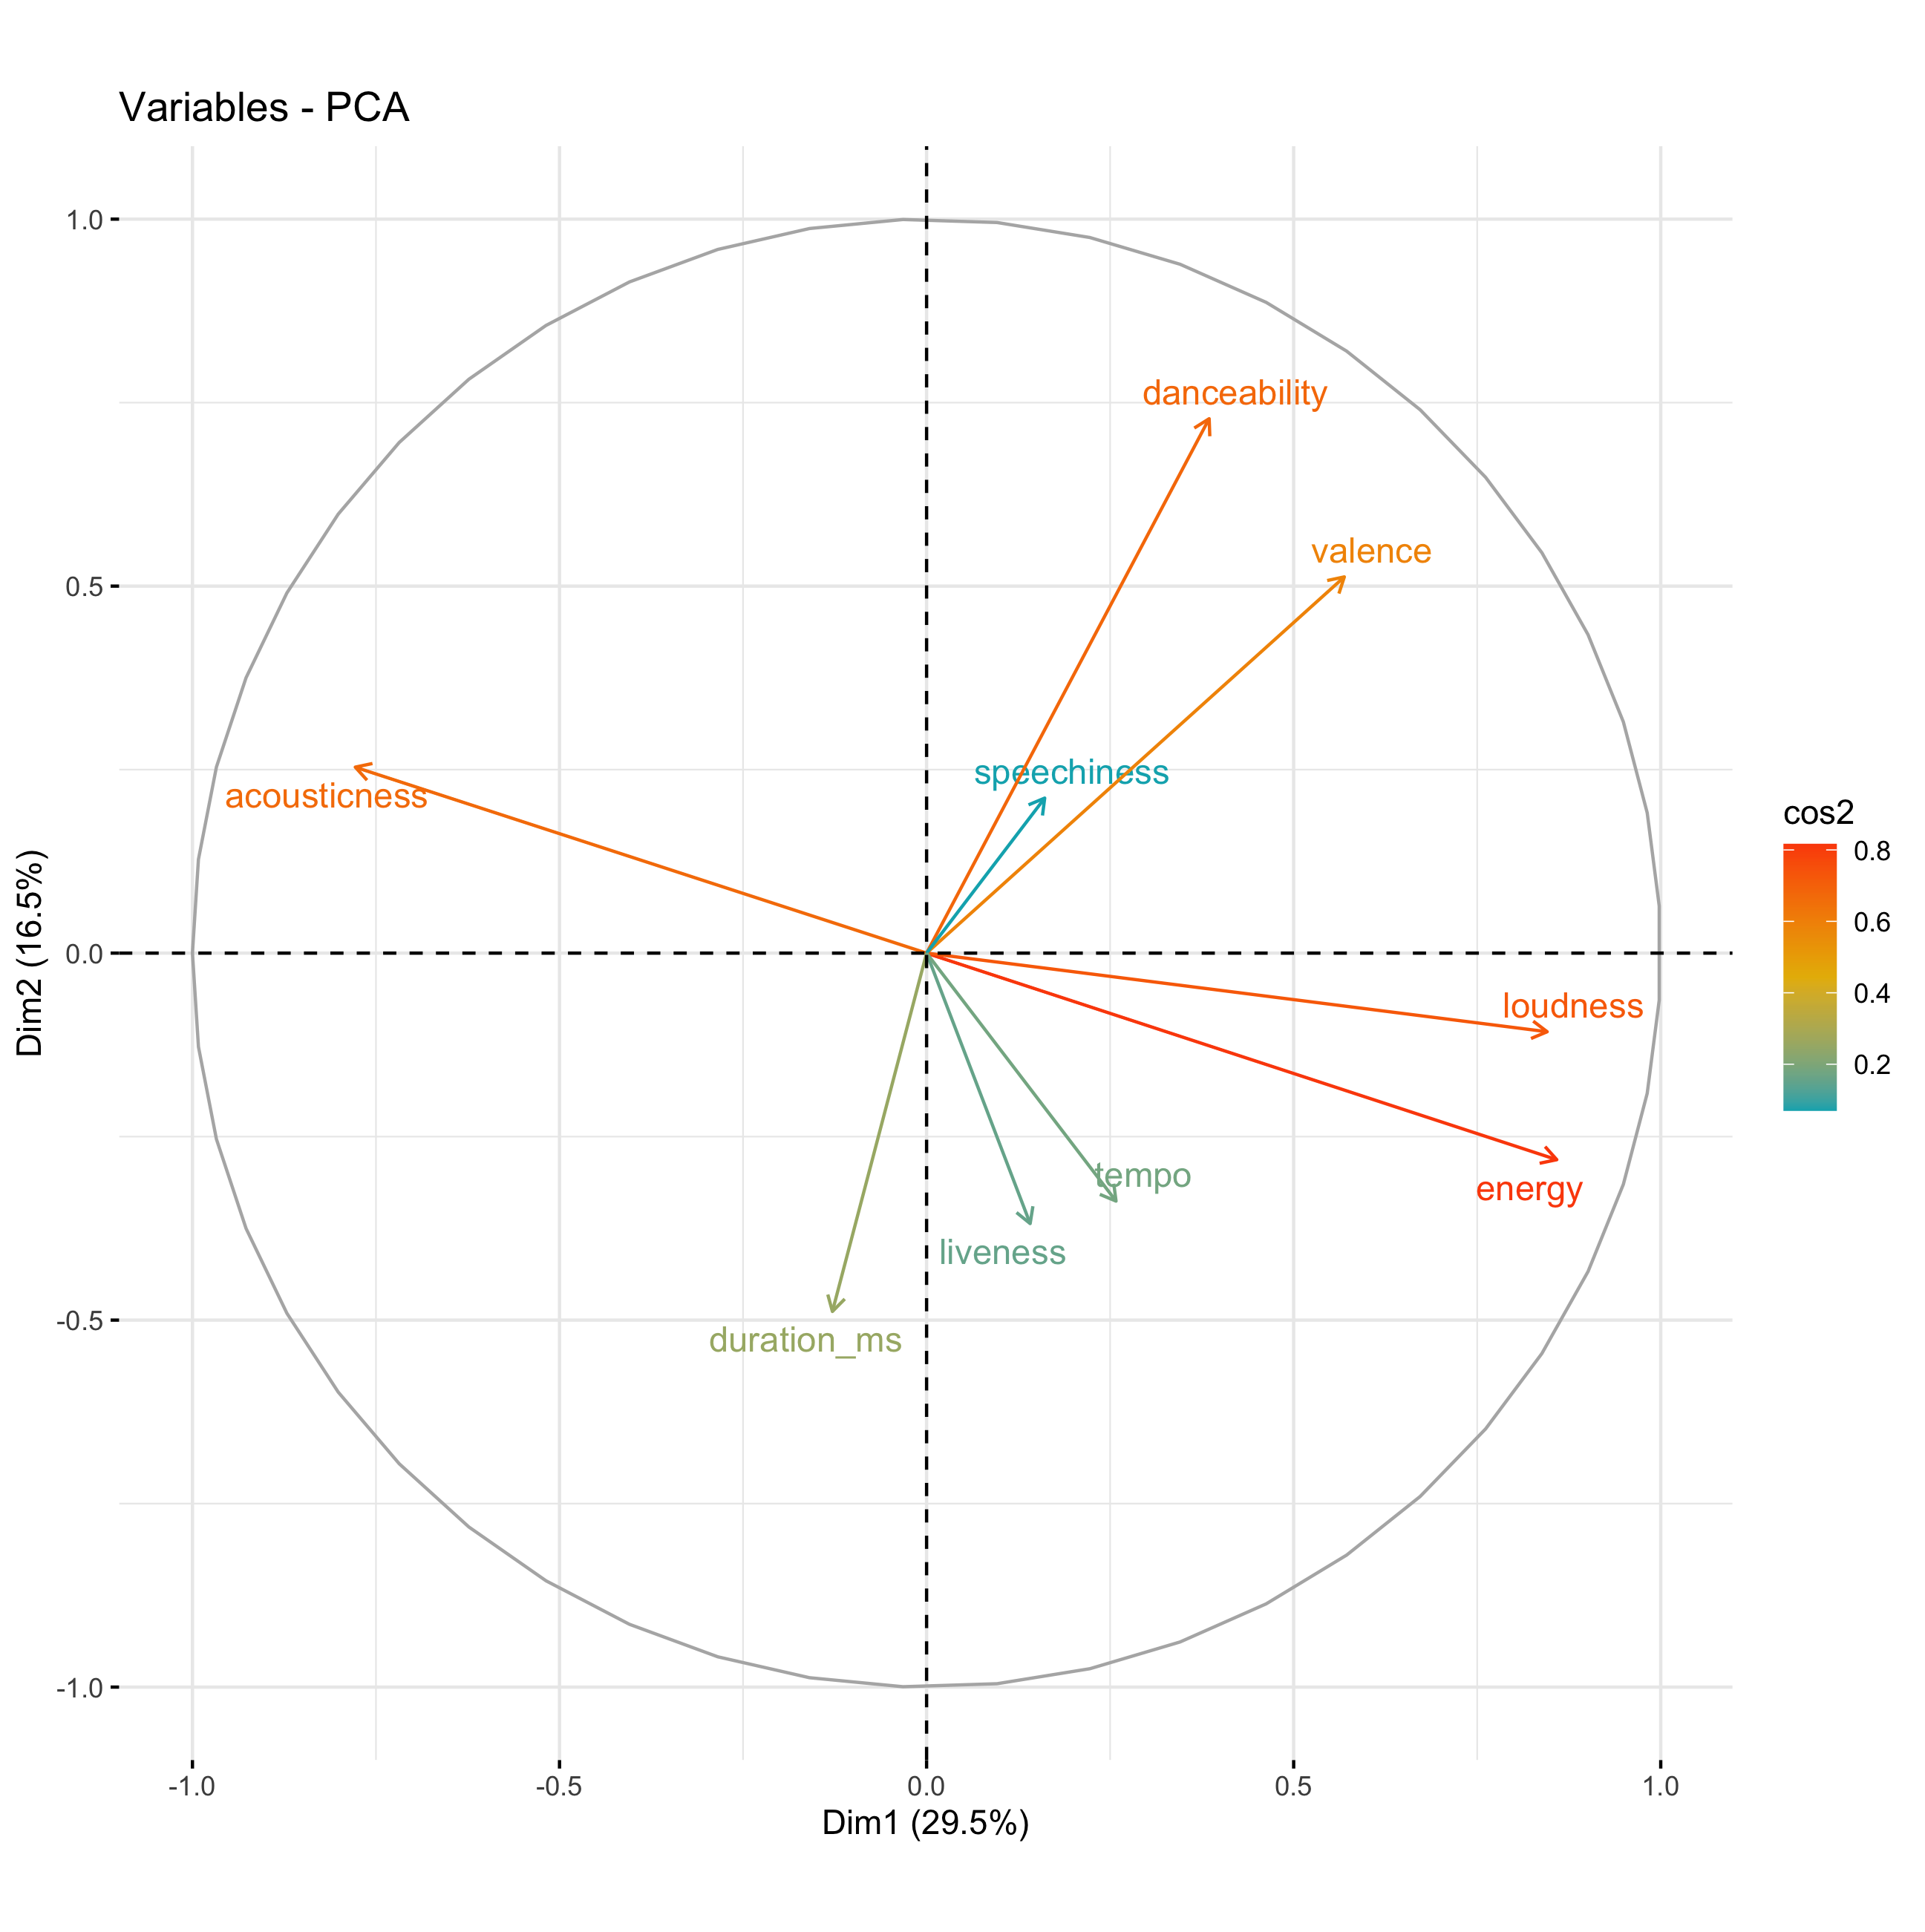 Variables - PCA
1.0
0.5
0.0
-0.5
-1.0
Dim2 (16.5%)
danceability
valence
speechiness
acousticness
loudness
tempo
energy
liveness
duration_ms
-1.0
-0.5
0.0
0.5
1.0
Dim1 (29.5%)
cos2
0.8
0.6
0.4
0.2